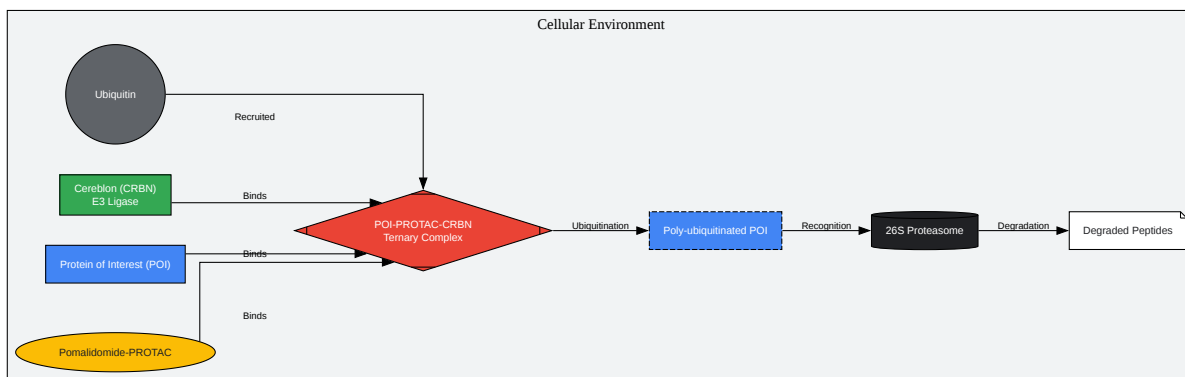 Cellular Environment
Ubiquitin
Recruited
Cereblon (CRBN)
E3 Ligase
Binds
POI-PROTAC-CRBN
Ternary Complex
Ubiquitination
Poly-ubiquitinated POI
Recognition
26S Proteasome
Degradation
Degraded Peptides
Protein of Interest (POI)
Binds
Binds
Pomalidomide-PROTAC